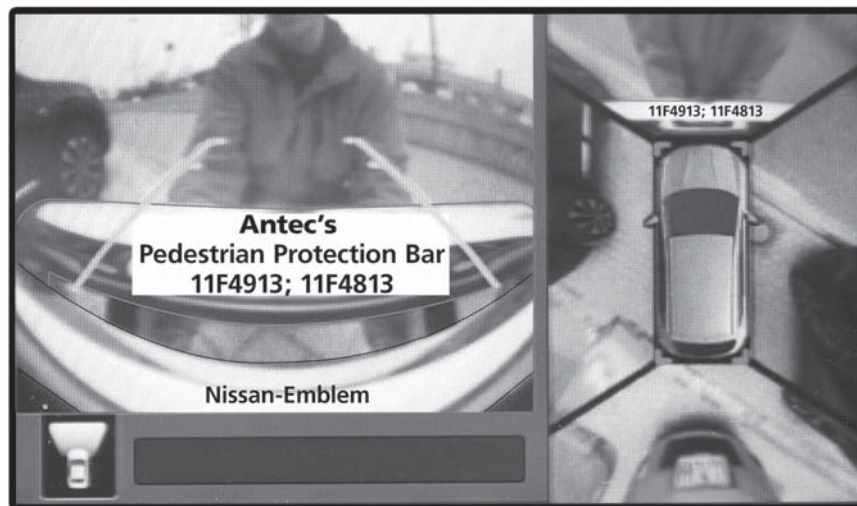 Antec's
Pedestrian Protection Bar
11F4913; 11F4813
Nissan-Emblem
11F4913; 11F4813